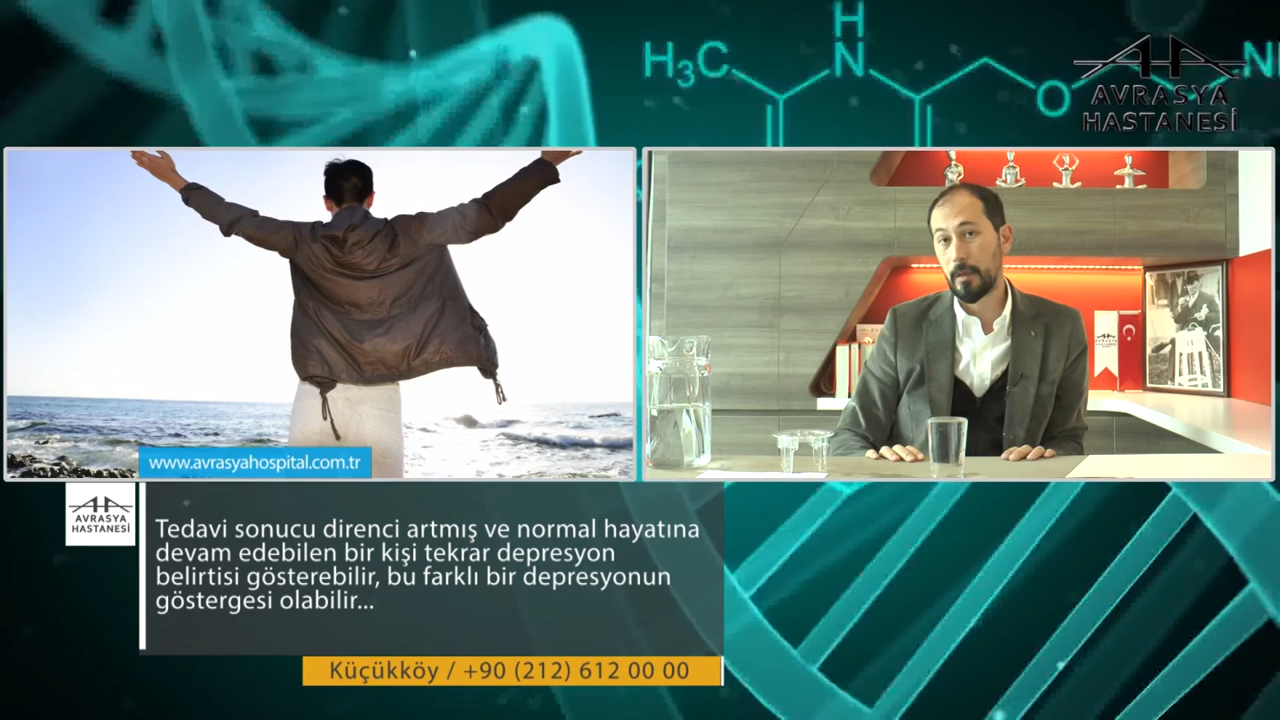 H
H₃C
N
O
NH
AVRASYA
HASTANESİ
www.avrasyahospital.com.tr
AVRASYA
HASTANESİ
Tedavi sonucu direnci artmış ve normal hayatına
devam edebilen bir kişi tekrar depresyon
belirtisi gösterebilir, bu farklı bir depresyonun
göstergesi olabilir...
Küçükköy / +90 (212) 612 00 00